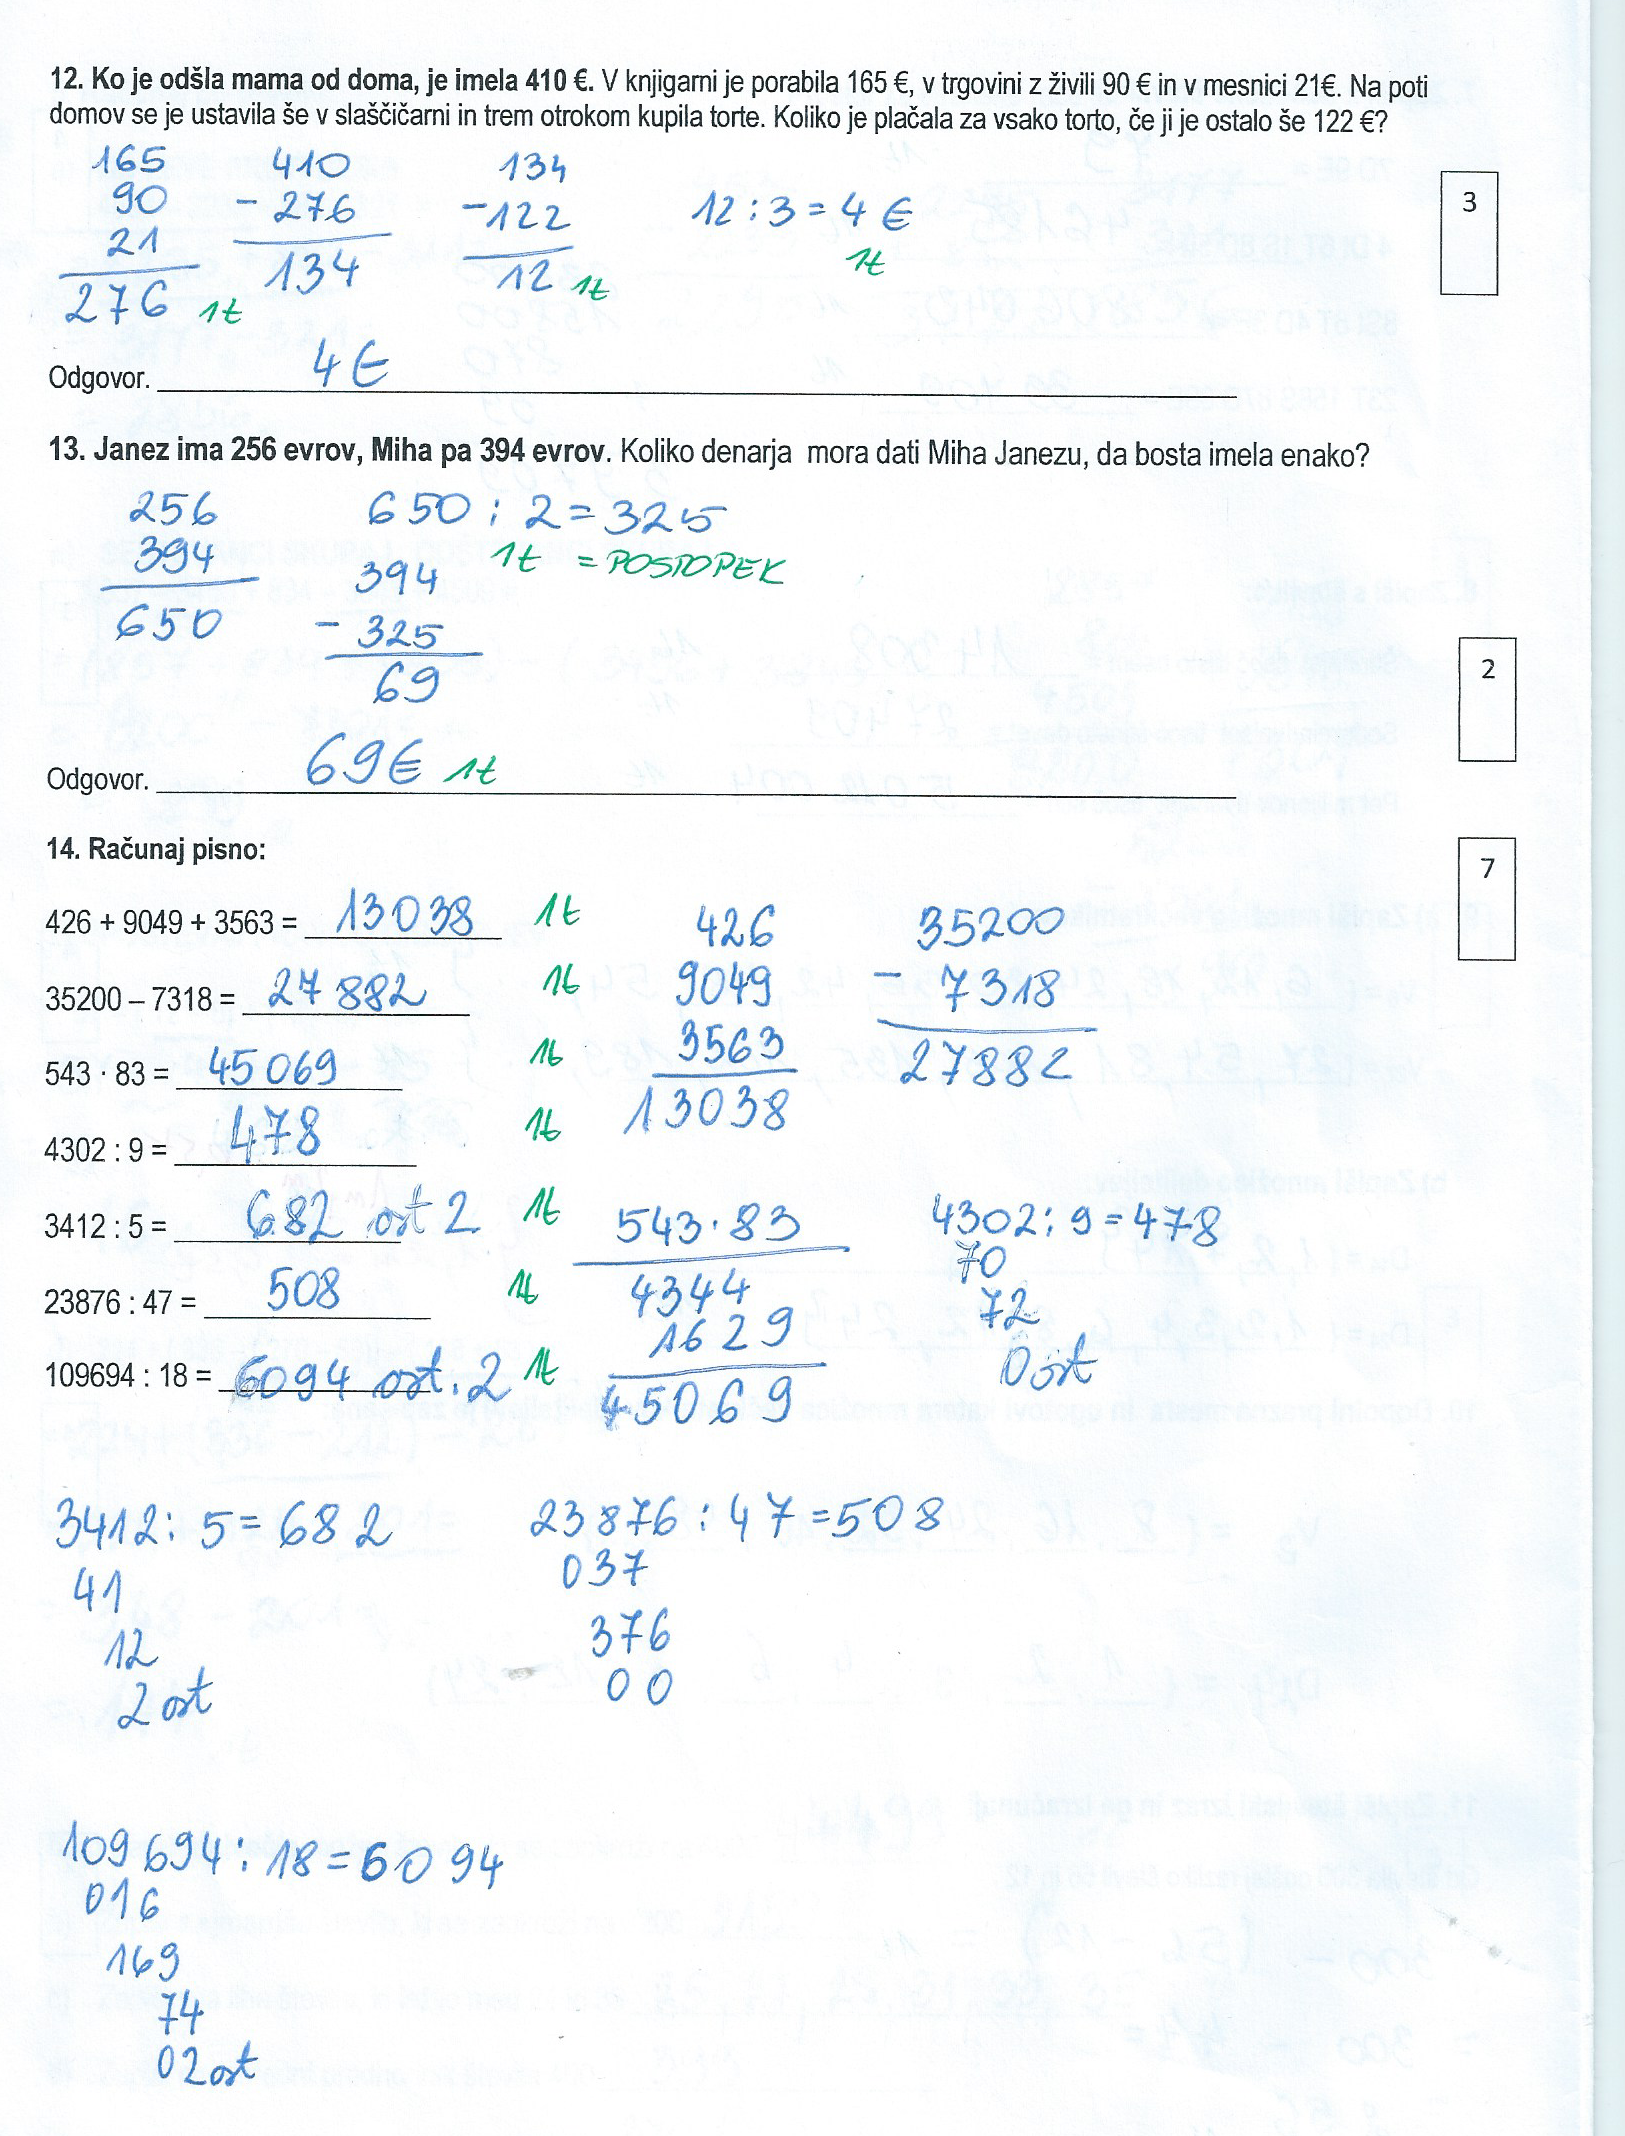 12. Ko je odšla mama od doma, je imela 410 €. V knjigarni je porabila 165 €, v trgovini z živili 90 € in v mesnici 21€. Na poti
domov se je ustavila še v slaščičarni in trem otrokom kupila torte. Koliko je plačala za vsako torto, če ji je ostalo še 122 €?
3
165 410 134
90 - 276 - 122 12 : 3 = 4 €
21 134 12 1t 1t
276 1t
Odgovor. 4 €
13. Janez ima 256 evrov, Miha pa 394 evrov. Koliko denarja mora dati Miha Janezu, da bosta imela enako?
256 650 : 2 = 325
394 394 1t = POSTOPEK
650 - 325
69
2
Odgovor. 69€ 1t
14. Računaj pisno:
7
426 + 9049 + 3563 = 13038 1t
35200 – 7318 = 27882 1t
543 · 83 = 45069 1t
4302 : 9 = 478 1t
3412 : 5 = 682 ost 2 1t
23876 : 47 = 508 1t
109694 : 18 = 6094 ost. 2 1t
426
9049
3563
13038
35200
- 7318
27882
543 · 83
4344
1629
45069
4302 : 9 = 478
70
72
0 ost
3412 : 5 = 682
41
12
2 ost
23876 : 47 = 508
037
376
00
109694 : 18 = 6094
016
169
74
02 ost